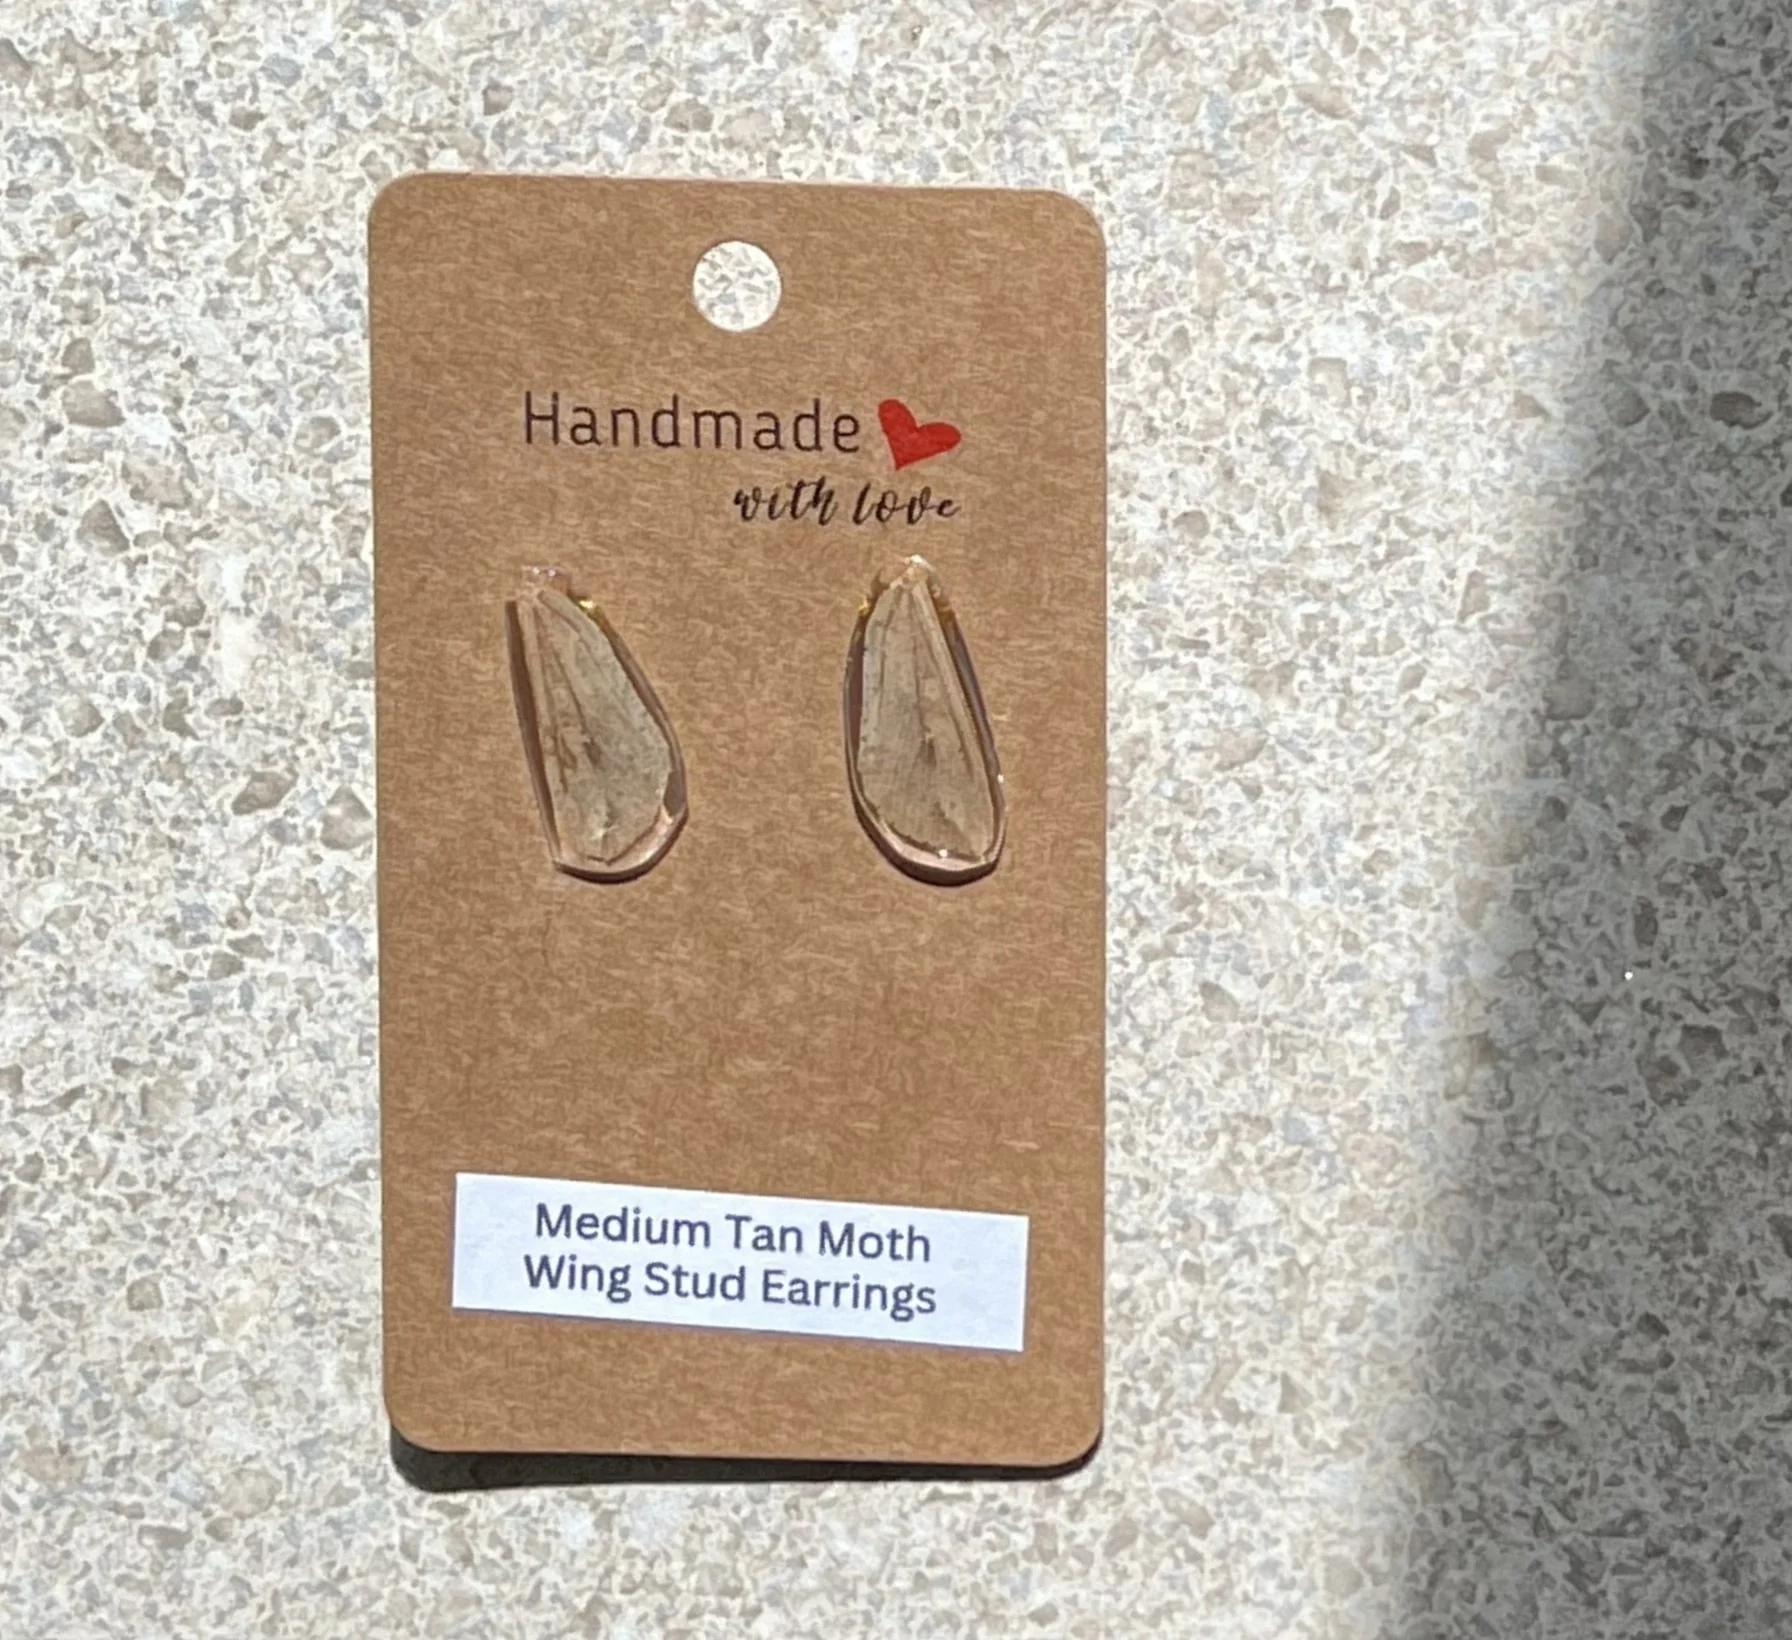 Handmade
with love
Medium Tan Moth
Wing Stud Earrings